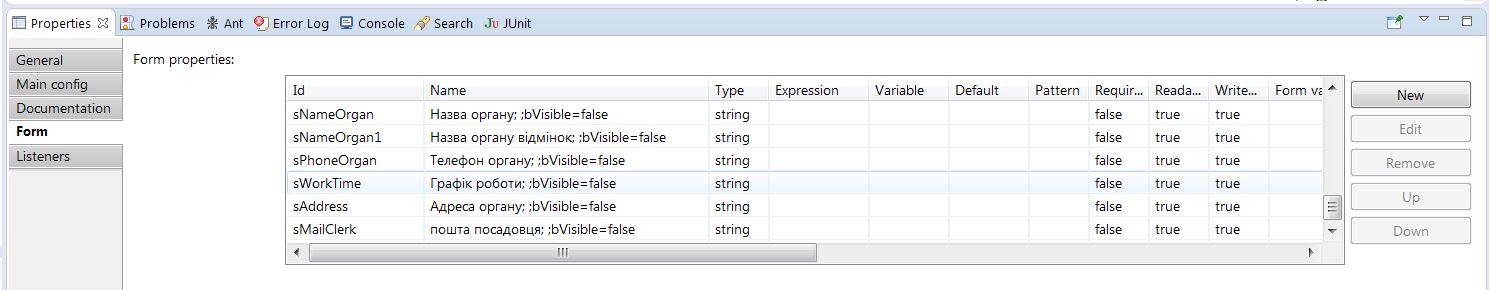 Properties Problems Ant Error Log Console Search JUnit
General
Main config
Documentation
Form
Listeners
Form properties:
Id Name Type Expression Variable Default Pattern Requir... Reada... Write... Form va
sNameOrgan Назва органу; ;bVisible=false string false true true
sNameOrgan1 Назва органу відмінок; ;bVisible=false string false true true
sPhoneOrgan Телефон органу; ;bVisible=false string false true true
sWorkTime Графік роботи; ;bVisible=false string false true true
sAddress Адреса органу; ;bVisible=false string false true true
sMailClerk пошта посадовця; ;bVisible=false string false true true
New
Edit
Remove
Up
Down